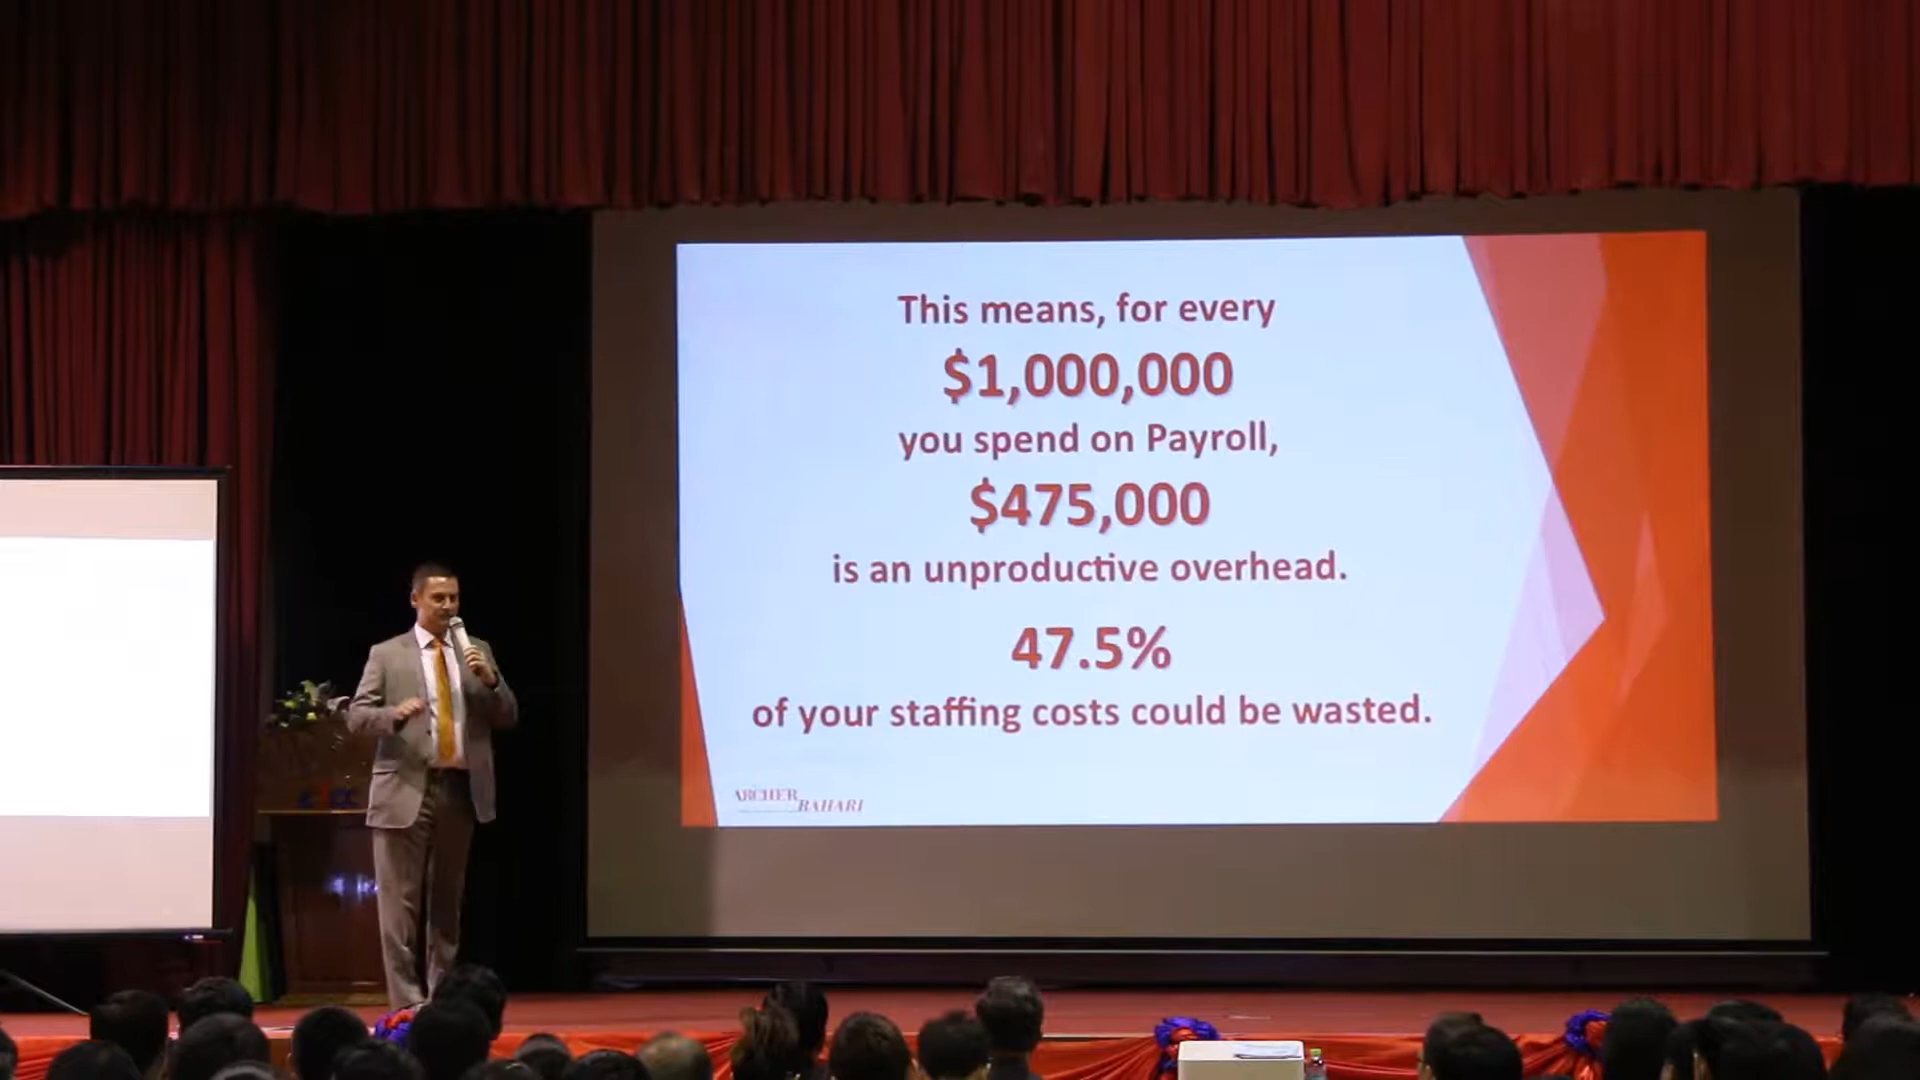 This means, for every
$1,000,000
you spend on Payroll,
$475,000
is an unproductive overhead.
47.5%
of your staffing costs could be wasted.
ARCHER
BAHARI